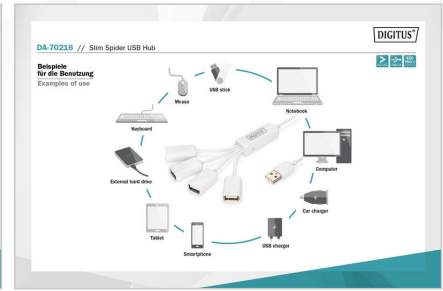 DIGITUS®
DA-70216 // Slim Spider USB Hub
Beispiele
für die Benutzung
Examples of use
Mouse
USB stick
Notebook
Keyboard
DIGITUS
Computer
External hard drive
Car charger
Tablet
USB charger
Smartphone